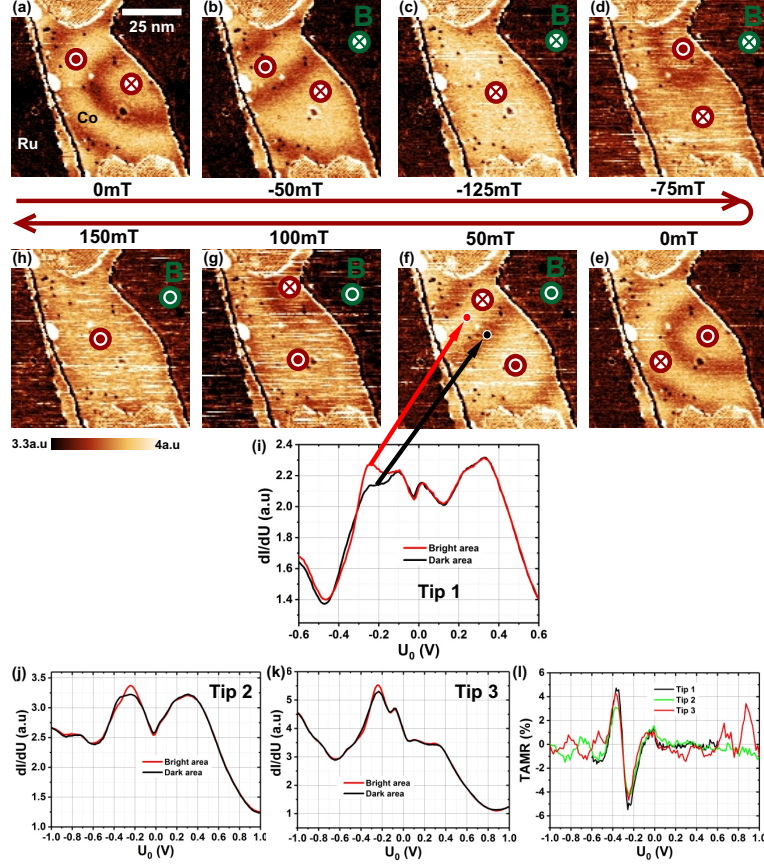 (a) (b) (c) (d)
25 nm B B B
Co
Ru
0mT -50mT -125mT -75mT
150mT 100mT 50mT 0mT
(h) (g) (f) (e)
B B B
3.3a.u 4a.u
(i)
2.4
2.2
2.0
1.8
1.6
1.4
dI/dU (a.u)
Bright area
Dark area
Tip 1
-0.6 -0.4 -0.2 0.0 0.2 0.4 0.6
U0 (V)
(j)
Tip 2
3.5
3.0
2.5
2.0
1.5
1.0
dI/dU (a.u)
Bright area
Dark area
-1.0 -0.8 -0.6 -0.4 -0.2 0.0 0.2 0.4 0.6 0.8 1.0
U0 (V)
(k)
Tip 3
6
5
4
3
2
1
dI/dU (a.u)
Bright area
Dark area
-1.0 -0.8 -0.6 -0.4 -0.2 0.0 0.2 0.4 0.6 0.8 1.0
U0 (V)
(l)
6
4
2
0
-2
-4
-6
TAMR (%)
Tip 1
Tip 2
Tip 3
-1.0 -0.8 -0.6 -0.4 -0.2 0.0 0.2 0.4 0.6 0.8 1.0
U0 (V)